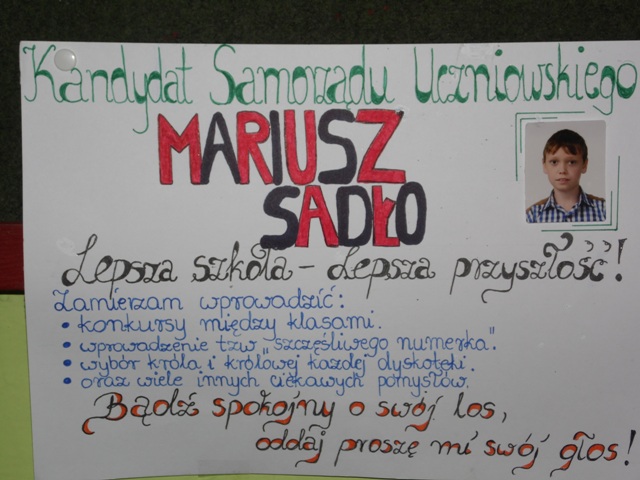 Kandydat Samorządu Uczniowskiego
MARIUSZ
SADŁO
Lepsza szkoła - Lepsza przyszłość!
Zamierzam wprowadzić:
• konkursy między klasami.
• wprowadzenie tzw "szczęśliwego numerka".
• wybór króla i królowej każdej dyskoteki.
• oraz wiele innych ciekawych pomysłów.
Bądź spokojny o swój los,
oddaj proszę mi swój głos!